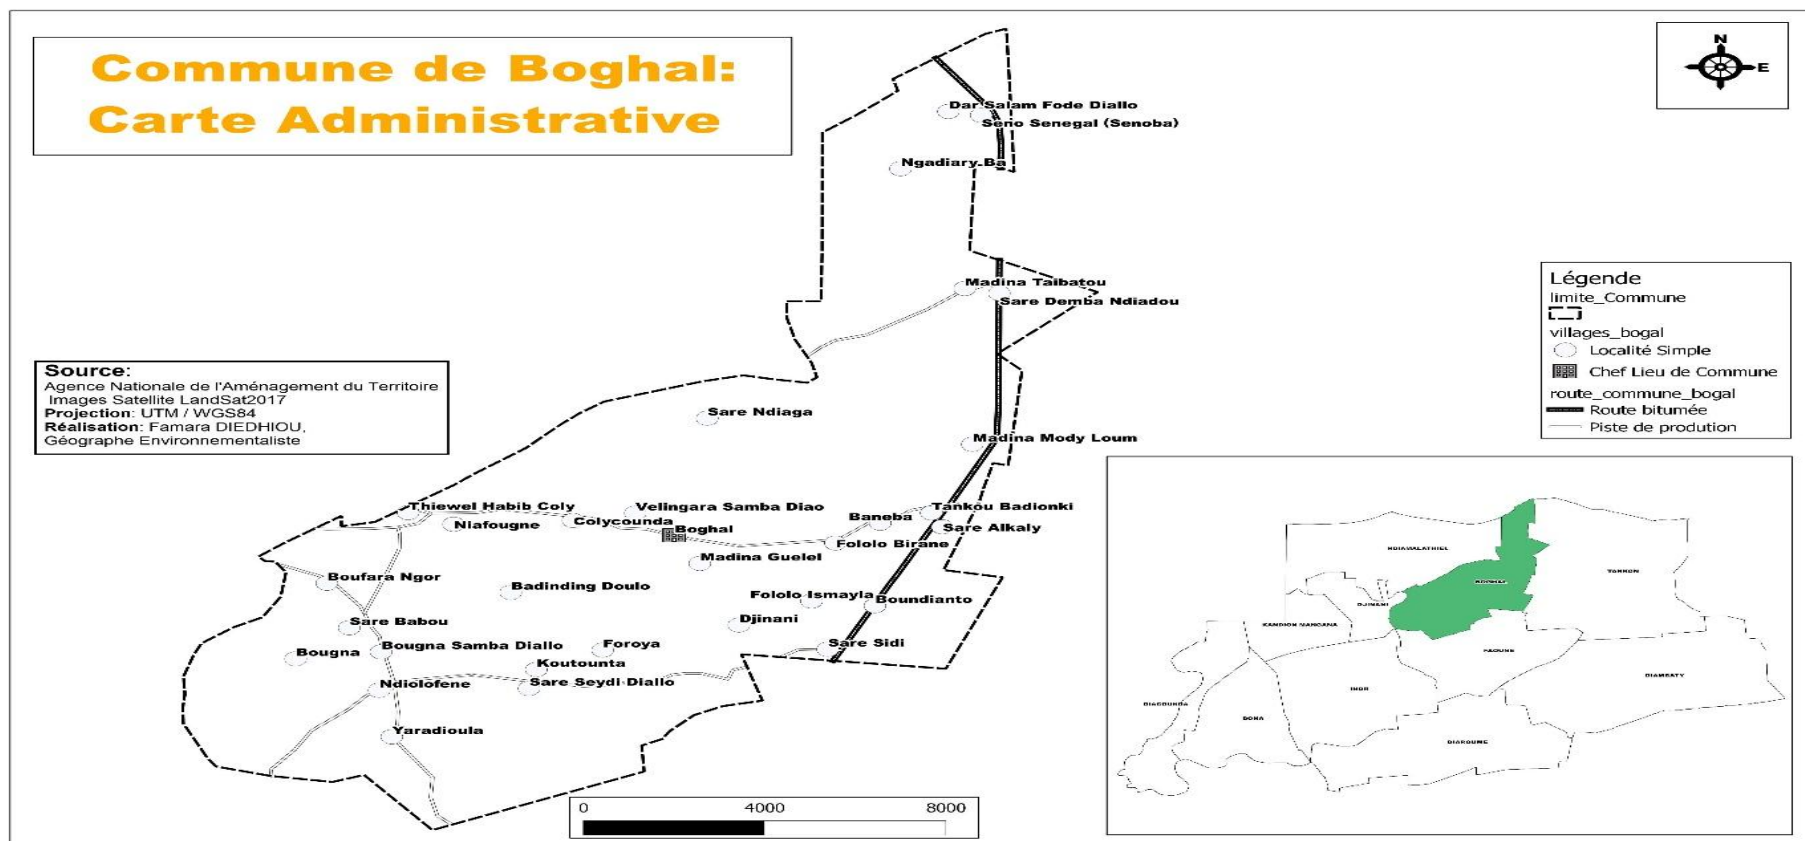 Commune de Boghal:
Carte Administrative
N
E
Dar Salam Fode Diallo
Seno Senegal (Senoba)
Ngadiary Ba
Madina Taibatou
Sare Demba Ndiadou
Légende
limite_Commune
villages_bogal
Localité Simple
Chef Lieu de Commune
route_commune_bogal
Route bitumée
Piste de prodution
Source:
Agence Nationale de l'Aménagement du Territoire
Images Satellite LandSat2017
Projection: UTM / WGS84
Réalisation: Famara DIEDHIOU,
Géographe Environnementaliste
Sare Ndiaga
Madina Mody Loum
Thiewel Habib Coly
Velingara Samba Diao
Tankou Badionki
Niafougne
Colycounda
Boghal
Baneba
Sare Alkaly
Fololo Birane
Madina Guelel
Boufara Ngor
Badinding Doulo
Fololo Ismayla
Boundianto
Sare Babou
Djinani
Bougna Samba Diallo
Foroya
Sare Sidi
Bougna
Koutounta
Ndiolofene
Sare Seydi Diallo
Yaradioula
0 4000 8000
NDIAMALATHIEL
BOGHAL
TANKON
DJINANI
KANDION MANGANA
FAOUNE
DIAMBATY
INOR
DIACOUNDA
BONA
DIAROUME